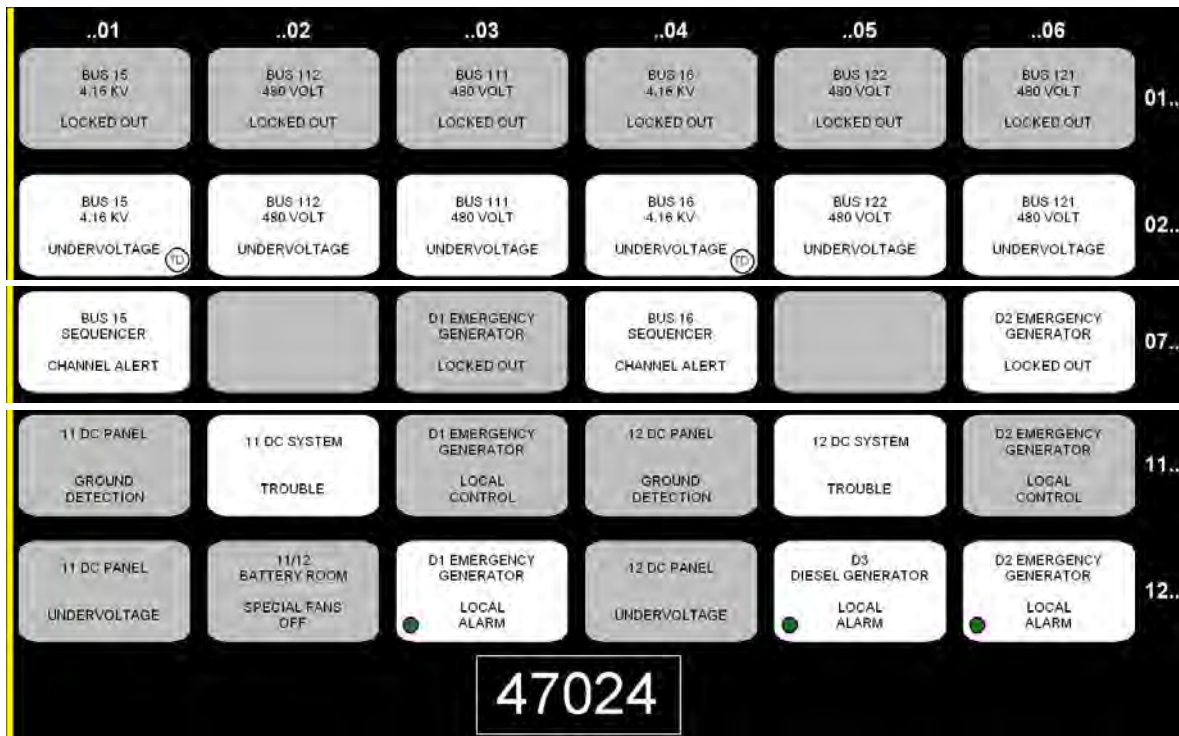 ..01
..02
..03
..04
..05
..06
BUS 15
4.16 KV
LOCKED OUT
BUS 112
480 VOLT
LOCKED OUT
BUS 111
480 VOLT
LOCKED OUT
BUS 16
4.16 KV
LOCKED OUT
BUS 122
480 VOLT
LOCKED OUT
BUS 121
480 VOLT
LOCKED OUT
01..
BUS 15
4.16 KV
UNDERVOLTAGE
TD
BUS 112
480 VOLT
UNDERVOLTAGE
BUS 111
480 VOLT
UNDERVOLTAGE
BUS 16
4.16 KV
UNDERVOLTAGE
TD
BUS 122
480 VOLT
UNDERVOLTAGE
BUS 121
480 VOLT
UNDERVOLTAGE
02..
BUS 15
SEQUENCER
CHANNEL ALERT
D1 EMERGENCY
GENERATOR
LOCKED OUT
BUS 16
SEQUENCER
CHANNEL ALERT
D2 EMERGENCY
GENERATOR
LOCKED OUT
07..
11 DC PANEL
GROUND
DETECTION
11 DC SYSTEM
TROUBLE
D1 EMERGENCY
GENERATOR
LOCAL
CONTROL
12 DC PANEL
GROUND
DETECTION
12 DC SYSTEM
TROUBLE
D2 EMERGENCY
GENERATOR
LOCAL
CONTROL
11..
11 DC PANEL
UNDERVOLTAGE
11/12
BATTERY ROOM
SPECIAL FANS
OFF
D1 EMERGENCY
GENERATOR
LOCAL
ALARM
12 DC PANEL
UNDERVOLTAGE
D3
DIESEL GENERATOR
LOCAL
ALARM
D2 EMERGENCY
GENERATOR
LOCAL
ALARM
12..
47024